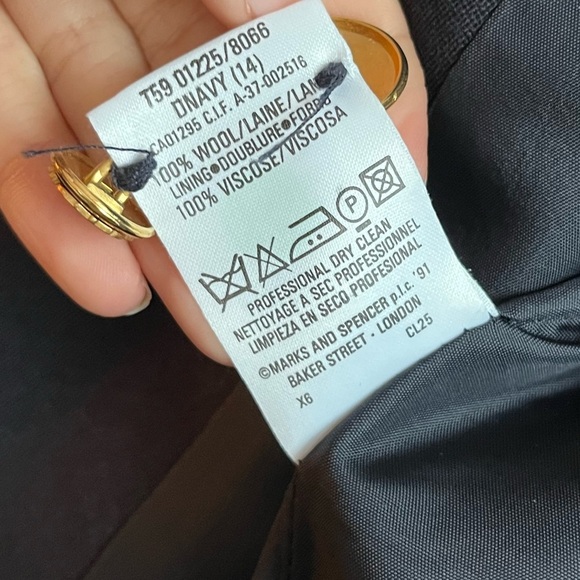 T59 01225/8066
DNAVY (14)
CA01295 C.I.F. A-37-002516
100% WOOL/LAINE/LANA
LINING●DOUBLURE●FORRO
100% VISCOSE/VISCOSA
P
PROFESSIONAL DRY CLEAN
NETTOYAGE A SEC PROFESSIONNEL
LIMPIEZA EN SECO PROFESIONAL
©MARKS AND SPENCER p.l.c. '91
BAKER STREET · LONDON
X6 CL25